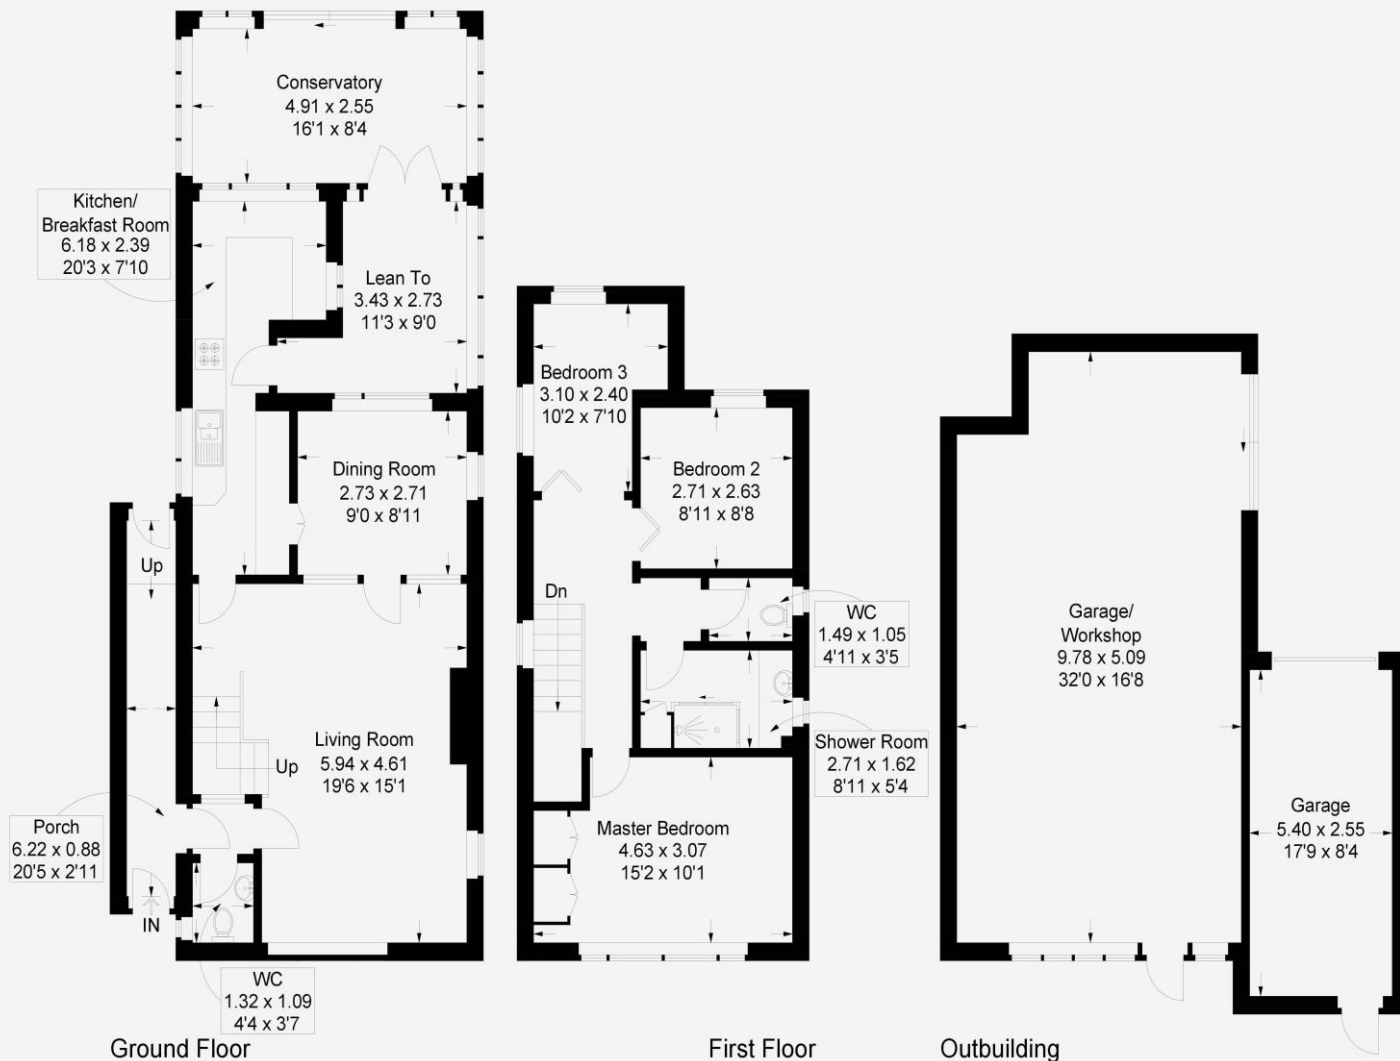 Conservatory
4.91 x 2.55
16'1 x 8'4
Kitchen/
Breakfast Room
6.18 x 2.39
20'3 x 7'10
Lean To
3.43 x 2.73
11'3 x 9'0
Dining Room
2.73 x 2.71
9'0 x 8'11
Up
Living Room
5.94 x 4.61
19'6 x 15'1
Up
Porch
6.22 x 0.88
20'5 x 2'11
IN
WC
1.32 x 1.09
4'4 x 3'7
Ground Floor
Bedroom 3
3.10 x 2.40
10'2 x 7'10
Bedroom 2
2.71 x 2.63
8'11 x 8'8
Dn
WC
1.49 x 1.05
4'11 x 3'5
Shower Room
2.71 x 1.62
8'11 x 5'4
Master Bedroom
4.63 x 3.07
15'2 x 10'1
First Floor
Garage/
Workshop
9.78 x 5.09
32'0 x 16'8
Garage
5.40 x 2.55
17'9 x 8'4
Outbuilding